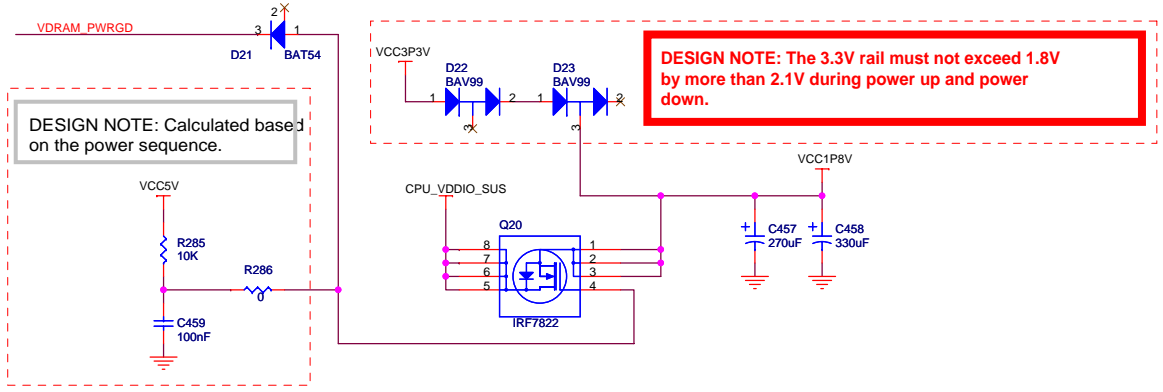 VDRAM_PWRGD
2
3
1
D21
BAT54
VCC3P3V
D22
BAV99
D23
BAV99
1
2
3
1
2
3
DESIGN NOTE: The 3.3V rail must not exceed 1.8V
by more than 2.1V during power up and power
down.
DESIGN NOTE: Calculated based
on the power sequence.
VCC5V
R285
10K
R286
0
C459
100nF
CPU_VDDIO_SUS
Q20
8
7
6
5
1
2
3
4
IRF7822
VCC1P8V
+
C457
270uF
+
C458
330uF